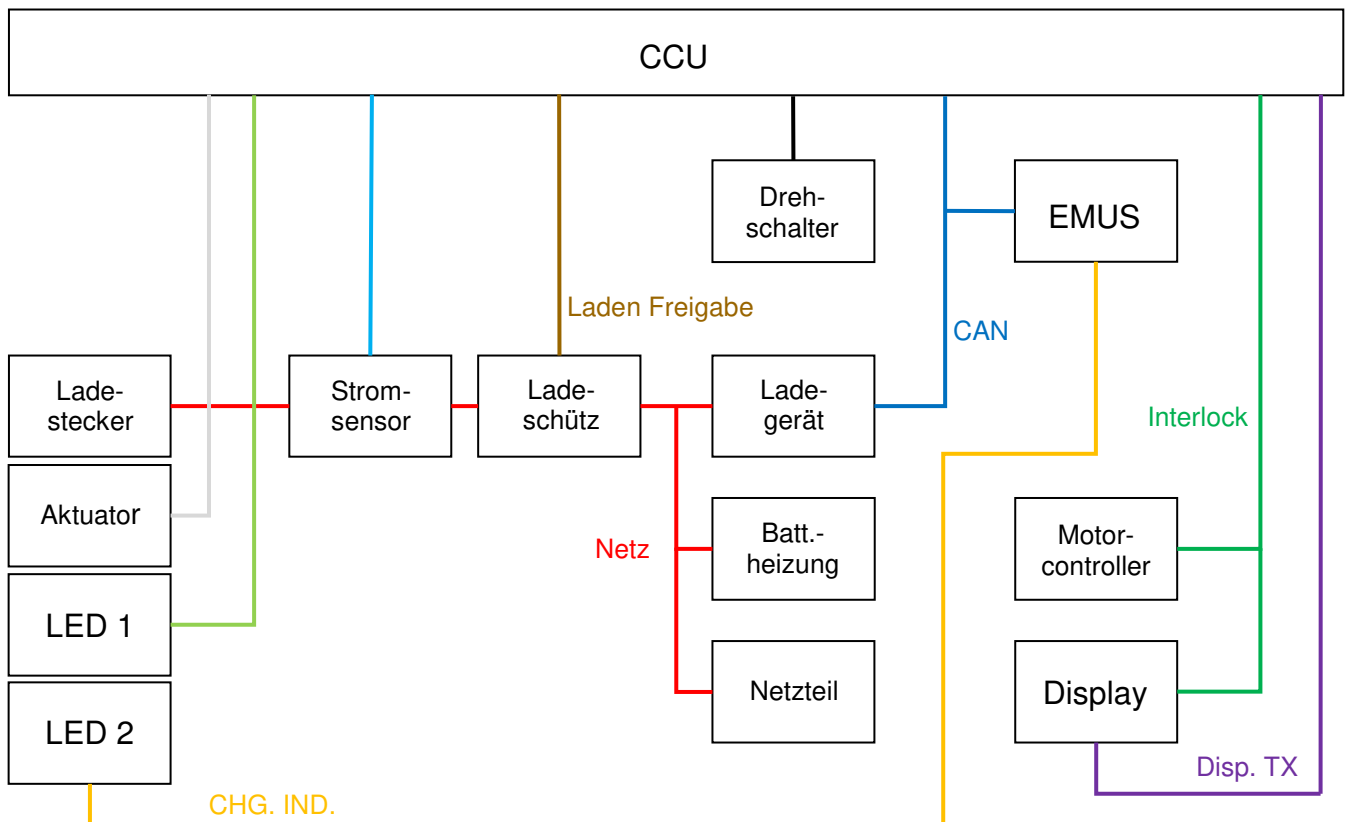 CCU
Dreh-
schalter
EMUS
Laden Freigabe
CAN
Lade-
stecker
Strom-
sensor
Lade-
schütz
Lade-
gerät
Interlock
Aktuator
Netz
Batt.-
heizung
Motor-
controller
LED 1
Netzteil
Display
LED 2
Disp. TX
CHG. IND.